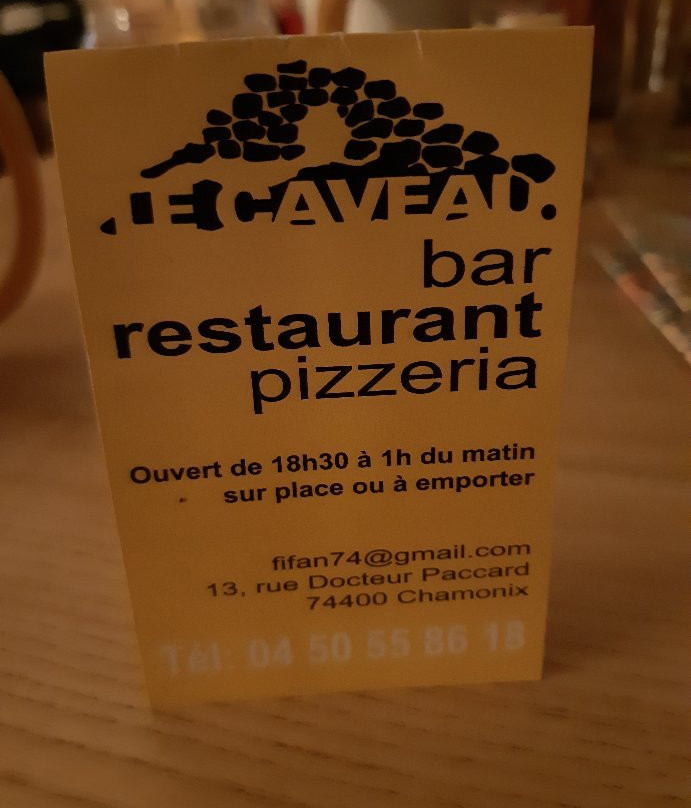 LE CAVEAU
bar
restaurant
pizzeria
Ouvert de 18h30 à 1h du matin
sur place ou à emporter
fifan74@gmail.com
13, rue Docteur Paccard
74400 Chamonix
Tél: 04 50 55 86 18